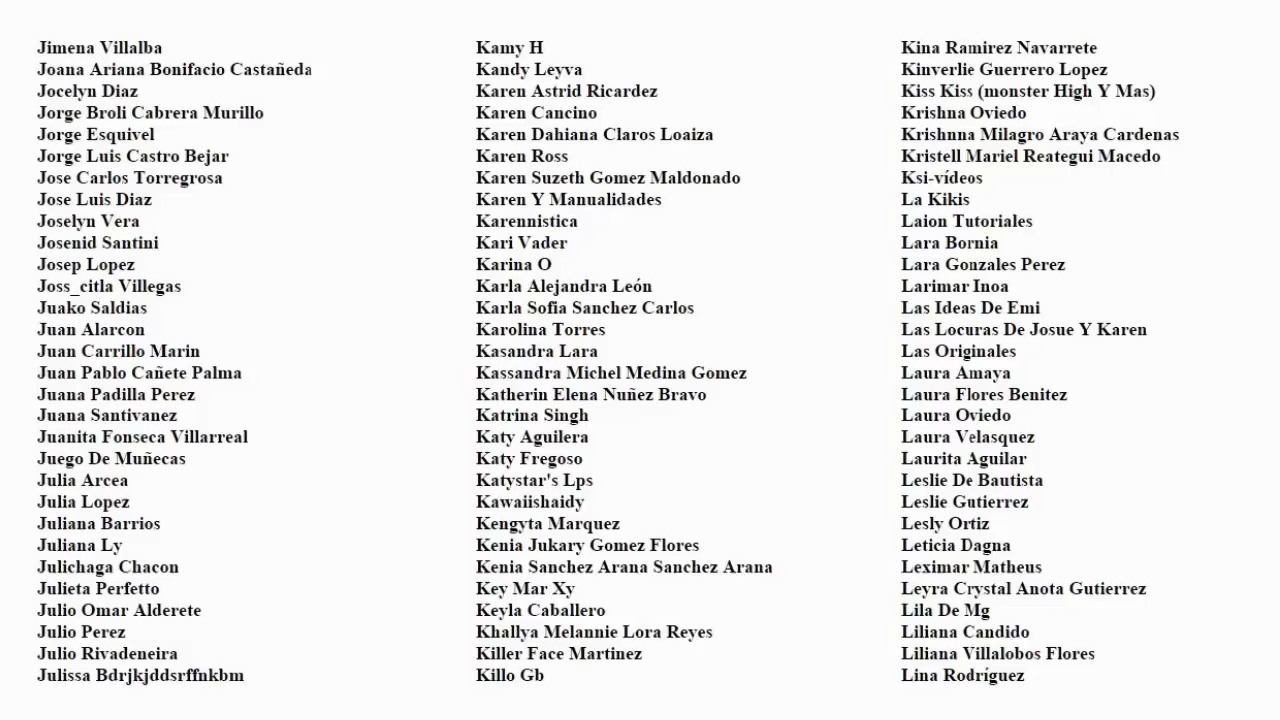 Jimena Villalba
Joana Ariana Bonifacio Castañeda
Jocelyn Diaz
Jorge Broli Cabrera Murillo
Jorge Esquivel
Jorge Luis Castro Bejar
Jose Carlos Torregrosa
Jose Luis Diaz
Joselyn Vera
Josenid Santini
Josep Lopez
Joss_citla Villegas
Juako Saldias
Juan Alarcon
Juan Carrillo Marin
Juan Pablo Cañete Palma
Juana Padilla Perez
Juana Santivanez
Juanita Fonseca Villarreal
Juego De Muñecas
Julia Arcea
Julia Lopez
Juliana Barrios
Juliana Ly
Julichaga Chacon
Julieta Perfetto
Julio Omar Alderete
Julio Perez
Julio Rivadeneira
Julissa Bdrjkjddsrffnkbm
Kamy H
Kandy Leyva
Karen Astrid Ricardez
Karen Cancino
Karen Dahiana Claros Loaiza
Karen Ross
Karen Suzeth Gomez Maldonado
Karen Y Manualidades
Karennistica
Kari Vader
Karina O
Karla Alejandra León
Karla Sofia Sanchez Carlos
Karolina Torres
Kasandra Lara
Kassandra Michel Medina Gomez
Katherin Elena Nuñez Bravo
Katrina Singh
Katy Aguilera
Katy Fregoso
Katystar's Lps
Kawaiishaidy
Kengyta Marquez
Kenia Jukary Gomez Flores
Kenia Sanchez Arana Sanchez Arana
Key Mar Xy
Keyla Caballero
Khallya Melannie Lora Reyes
Killer Face Martinez
Killo Gb
Kina Ramirez Navarrete
Kinverlie Guerrero Lopez
Kiss Kiss (monster High Y Mas)
Krishna Oviedo
Krishnna Milagro Araya Cardenas
Kristell Mariel Reategui Macedo
Ksi-vídeos
La Kikis
Laion Tutoriales
Lara Bornia
Lara Gonzales Perez
Larimar Inoa
Las Ideas De Emi
Las Locuras De Josue Y Karen
Las Originales
Laura Amaya
Laura Flores Benitez
Laura Oviedo
Laura Velasquez
Laurita Aguilar
Leslie De Bautista
Leslie Gutierrez
Lesly Ortiz
Leticia Dagna
Leximar Matheus
Leyra Crystal Anota Gutierrez
Lila De Mg
Liliana Candido
Liliana Villalobos Flores
Lina Rodríguez